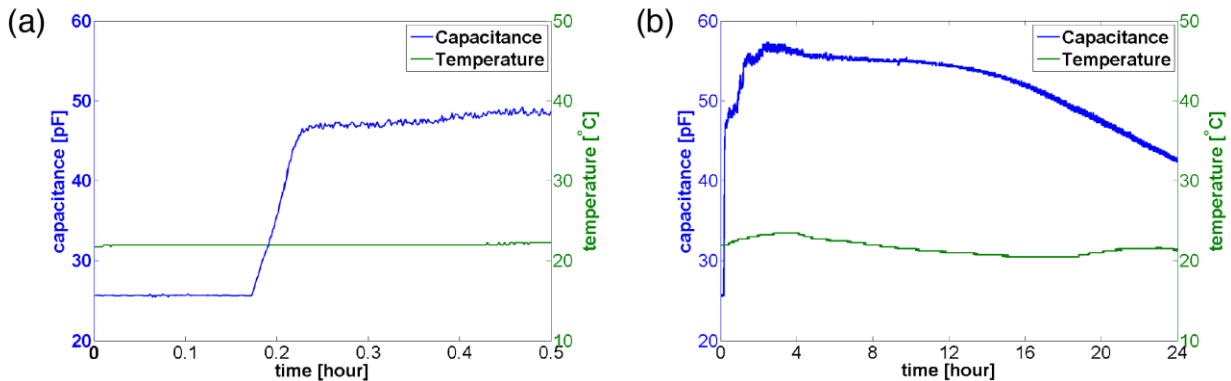 (a)
60
50
40
30
20
capacitance [pF]
Capacitance
Temperature
50
40
30
20
10
temperature [°C]
0 0.1 0.2 0.3 0.4 0.5
time [hour]
(b)
60
50
40
30
20
capacitance [pF]
Capacitance
Temperature
50
40
30
20
10
temperature [°C]
0 4 8 12 16 20 24
time [hour]